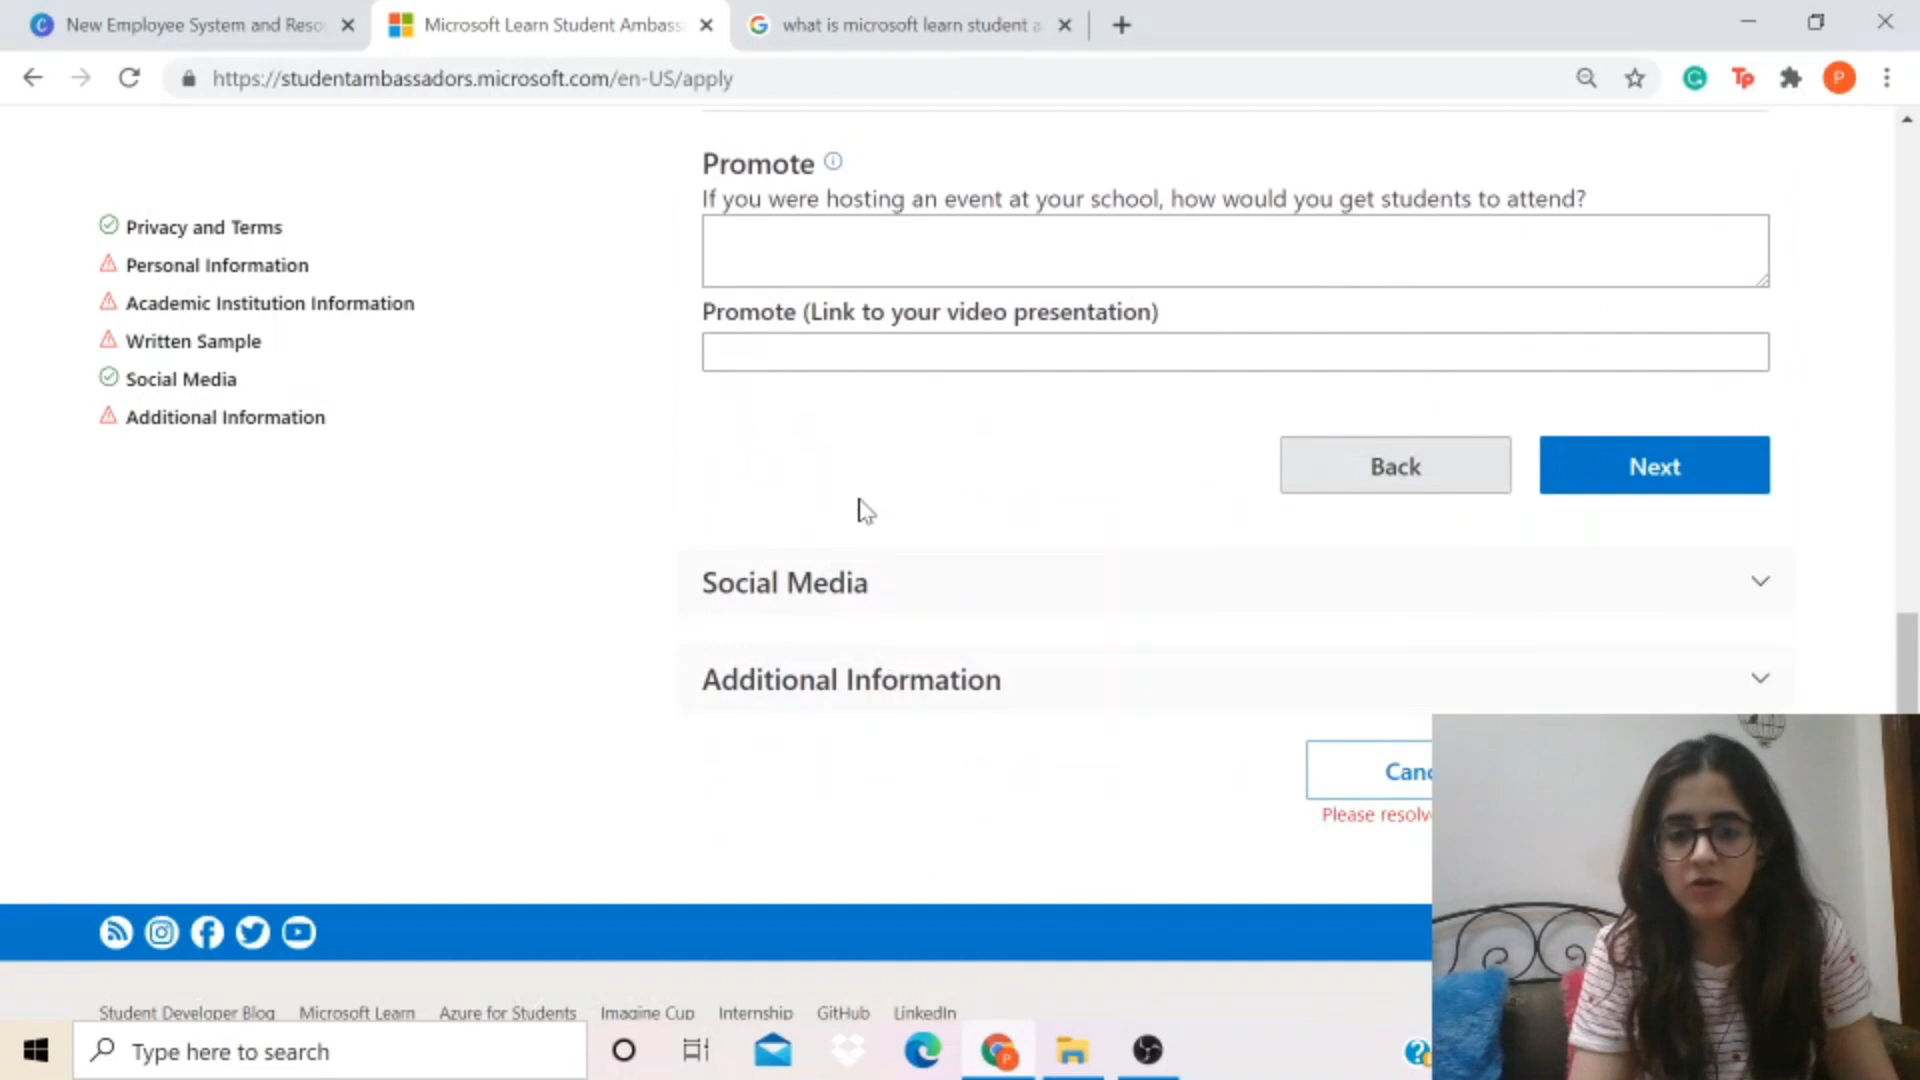 New Employee System and Reso
Microsoft Learn Student Ambass
what is microsoft learn student a
https://studentambassadors.microsoft.com/en-US/apply
P
Privacy and Terms
Personal Information
Academic Institution Information
Written Sample
Social Media
Additional Information
Promote
If you were hosting an event at your school, how would you get students to attend?
Promote (Link to your video presentation)
Back
Next
Social Media
Additional Information
Canc
Please resolv
Student Developer Blog
Microsoft Learn
Azure for Students
Imagine Cup
Internship
GitHub
LinkedIn
Type here to search